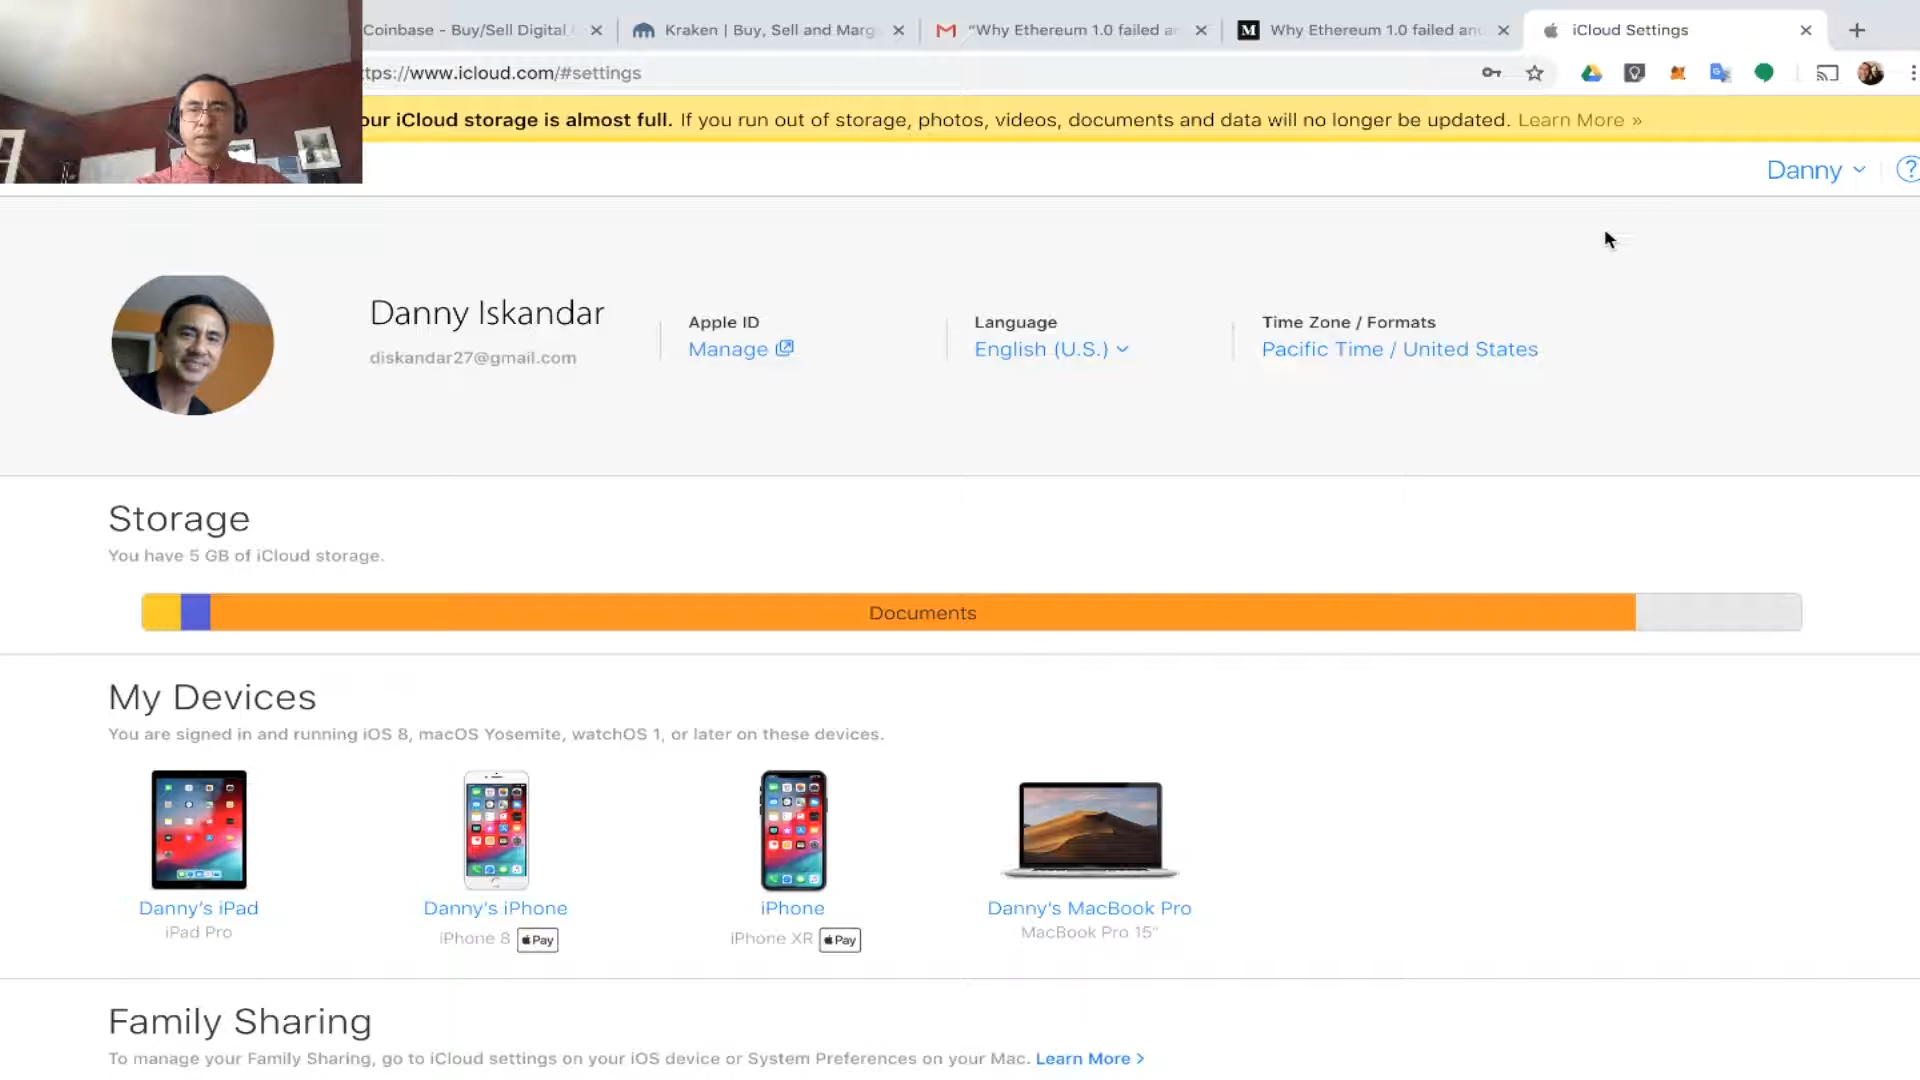 Coinbase - Buy/Sell Digital
Kraken | Buy, Sell and Marg
"Why Ethereum 1.0 failed a
Why Ethereum 1.0 failed an
iCloud Settings
tps://www.icloud.com/#settings
our iCloud storage is almost full. If you run out of storage, photos, videos, documents and data will no longer be updated. Learn More »
Danny
Danny Iskandar
diskandar27@gmail.com
Apple ID
Manage
Language
English (U.S.)
Time Zone / Formats
Pacific Time / United States
Storage
You have 5 GB of iCloud storage.
Documents
My Devices
You are signed in and running iOS 8, macOS Yosemite, watchOS 1, or later on these devices.
Danny's iPad
iPad Pro
Danny's iPhone
iPhone 8 Pay
iPhone
iPhone XR Pay
Danny's MacBook Pro
MacBook Pro 15"
Family Sharing
To manage your Family Sharing, go to iCloud settings on your iOS device or System Preferences on your Mac. Learn More >